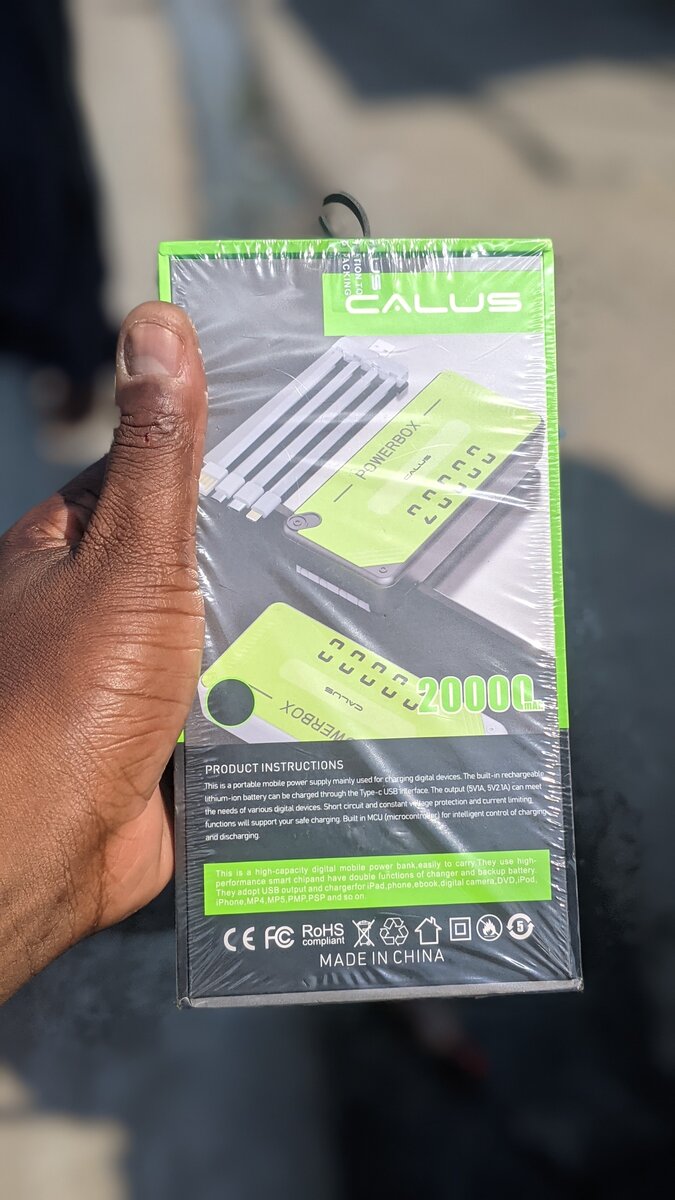 CALUS
POWERBOX
CALUS
20000
CALUS
POWERBOX
20000mAh
PRODUCT INSTRUCTIONS
This is a portable mobile power supply mainly used for charging digital devices. The built-in rechargeable
lithium-ion battery can be charged through the Type-c USB interface. The output (5V1A, 5V2.1A) can meet
the needs of various digital devices. Short circuit and constant voltage protection and current limiting
functions will support your safe charging. Built in MCU (microcontroller) for intelligent control of charging
and discharging.
This is a high-capacity digital mobile power bank,easily to carry.They use high-
performance smart chipand have double functions of changer and backup battery.
They adopt USB output and chargerfor iPad,phone,ebook,digital camera,DVD,iPod,
iPhone,MP4,MP5,PMP,PSP and so on.
CE FC RoHS
compliant
5
MADE IN CHINA